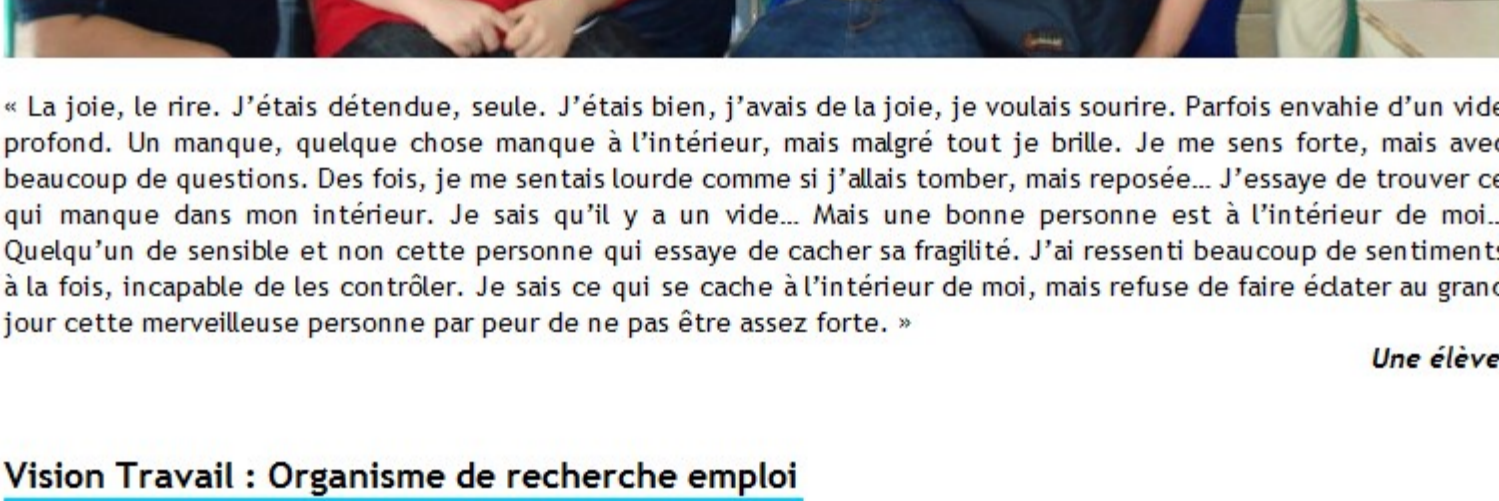 « La joie, le rire. J’étais détendue, seule. J’étais bien, j’avais de la joie, je voulais sourire. Parfois envahie d’un vide
profond. Un manque, quelque chose manque à l’intérieur, mais malgré tout je brille. Je me sens forte, mais avec
beaucoup de questions. Des fois, je me sentais lourde comme si j’allais tomber, mais reposée… J’essaye de trouver ce
qui manque dans mon intérieur. Je sais qu’il y a un vide… Mais une bonne personne est à l’intérieur de moi…
Quelqu’un de sensible et non cette personne qui essaye de cacher sa fragilité. J’ai ressenti beaucoup de sentiments
à la fois, incapable de les contrôler. Je sais ce qui se cache à l’intérieur de moi, mais refuse de faire éclater au grand
jour cette merveilleuse personne par peur de ne pas être assez forte. »
Une élève
Vision Travail : Organisme de recherche emploi